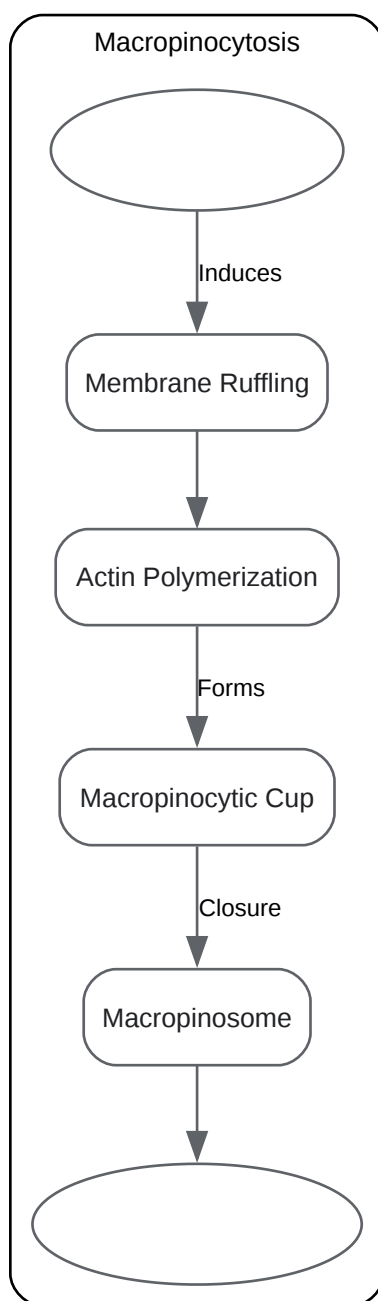 Macropinocytosis
Induces
Membrane Ruffling
Actin Polymerization
Forms
Macropinocytic Cup
Closure
Macropinosome